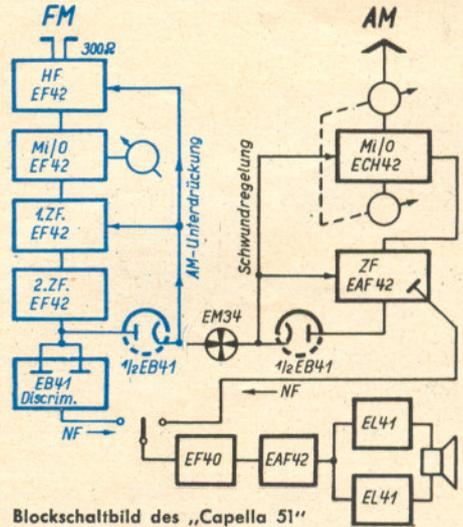 FM
300Ω
HF
EF42
Mi/O
EF42
1.ZF.
EF42
2.ZF.
EF42
EB41
Discrim.
NF →
AM-Unterdrückung
½EB41
EM34
Schwundregelung
½EB41
AM
Mi/O
ECH42
ZF
EAF42
← NF
EF40
EAF42
EL41
EL41
Blockschaltbild des „Capella 51"